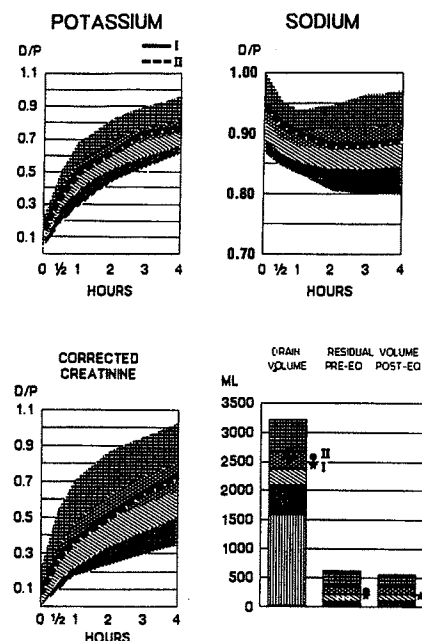 POTASSIUM
D/P
I
II
1.1
0.9
0.7
0.5
0.3
0.1
0 ½ 1 2 3 4
HOURS
SODIUM
D/P
1.00
0.90
0.80
0.70
0 ½ 1 2 3 4
HOURS
CORRECTED
CREATININE
D/P
1.1
0.9
0.7
0.5
0.3
0.1
0 ½ 1 2 3 4
HOURS
DRAIN RESIDUAL VOLUME
VOLUME PRE-EQ POST-EQ
ML
3500
3000
2500
2000
1500
1000
500
0
II
I